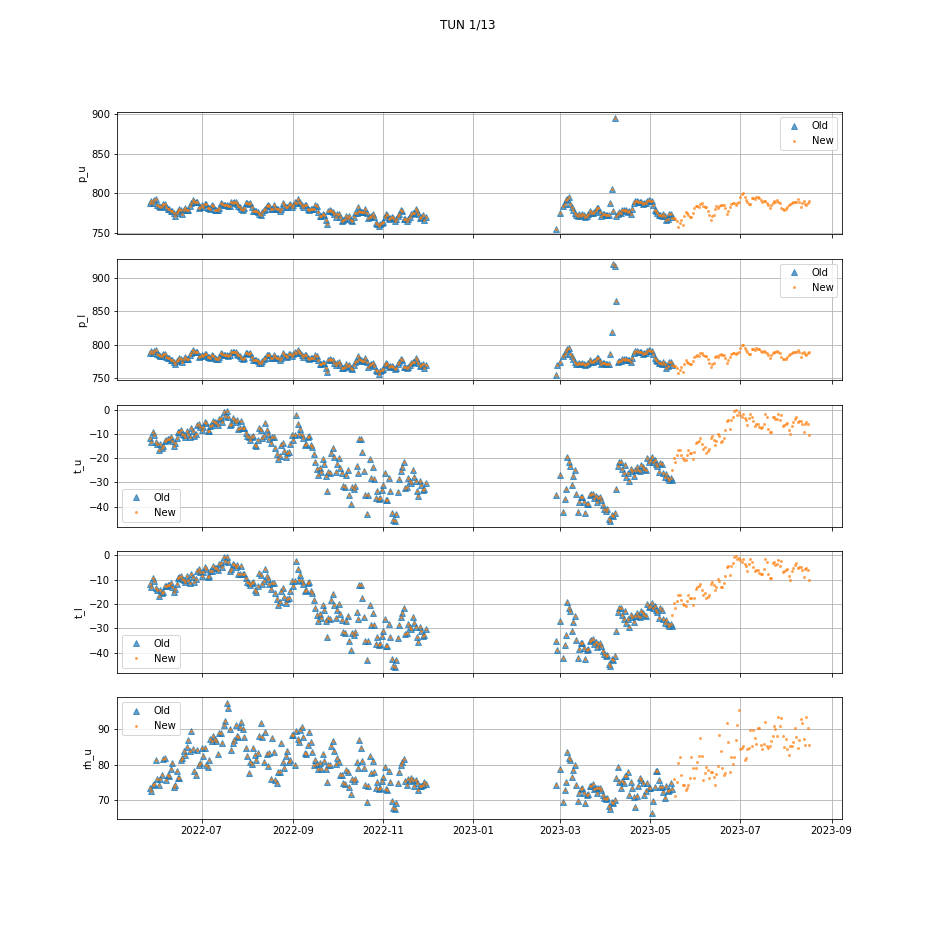 TUN 1/13
900
850
800
750
p_u
Old
New
900
850
800
750
p_l
Old
New
0
−10
−20
−30
−40
t_u
Old
New
0
−10
−20
−30
−40
t_l
Old
New
90
80
70
rh_u
Old
New
2022-07
2022-09
2022-11
2023-01
2023-03
2023-05
2023-07
2023-09